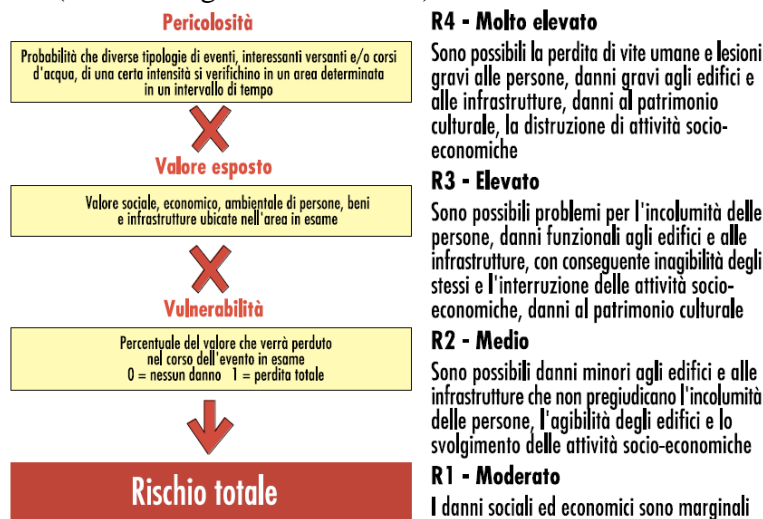 Pericolosità
Probabilità che diverse tipologie di eventi, interessanti versanti e/o corsi
d'acqua, di una certa intensità si verifichino in un area determinata
in un intervallo di tempo
Valore esposto
Valore sociale, economico, ambientale di persone, beni
e infrastrutture ubicate nell'area in esame
Vulnerabilità
Percentuale del valore che verrà perduto
nel corso dell'evento in esame
0 = nessun danno 1 = perdita totale
Rischio totale
R4 - Molto elevato
Sono possibili la perdita di vite umane e lesioni
gravi alle persone, danni gravi agli edifici e
alle infrastrutture, danni al patrimonio
culturale, la distruzione di attività socio-
economiche
R3 - Elevato
Sono possibili problemi per l'incolumità delle
persone, danni funzionali agli edifici e alle
infrastrutture, con conseguente inagibilità degli
stessi e l'interruzione delle attività socio-
economiche, danni al patrimonio culturale
R2 - Medio
Sono possibili danni minori agli edifici e alle
infrastrutture che non pregiudicano l'incolumità
delle persone, l'agibilità degli edifici e lo
svolgimento delle attività socio-economiche
R1 - Moderato
I danni sociali ed economici sono marginali